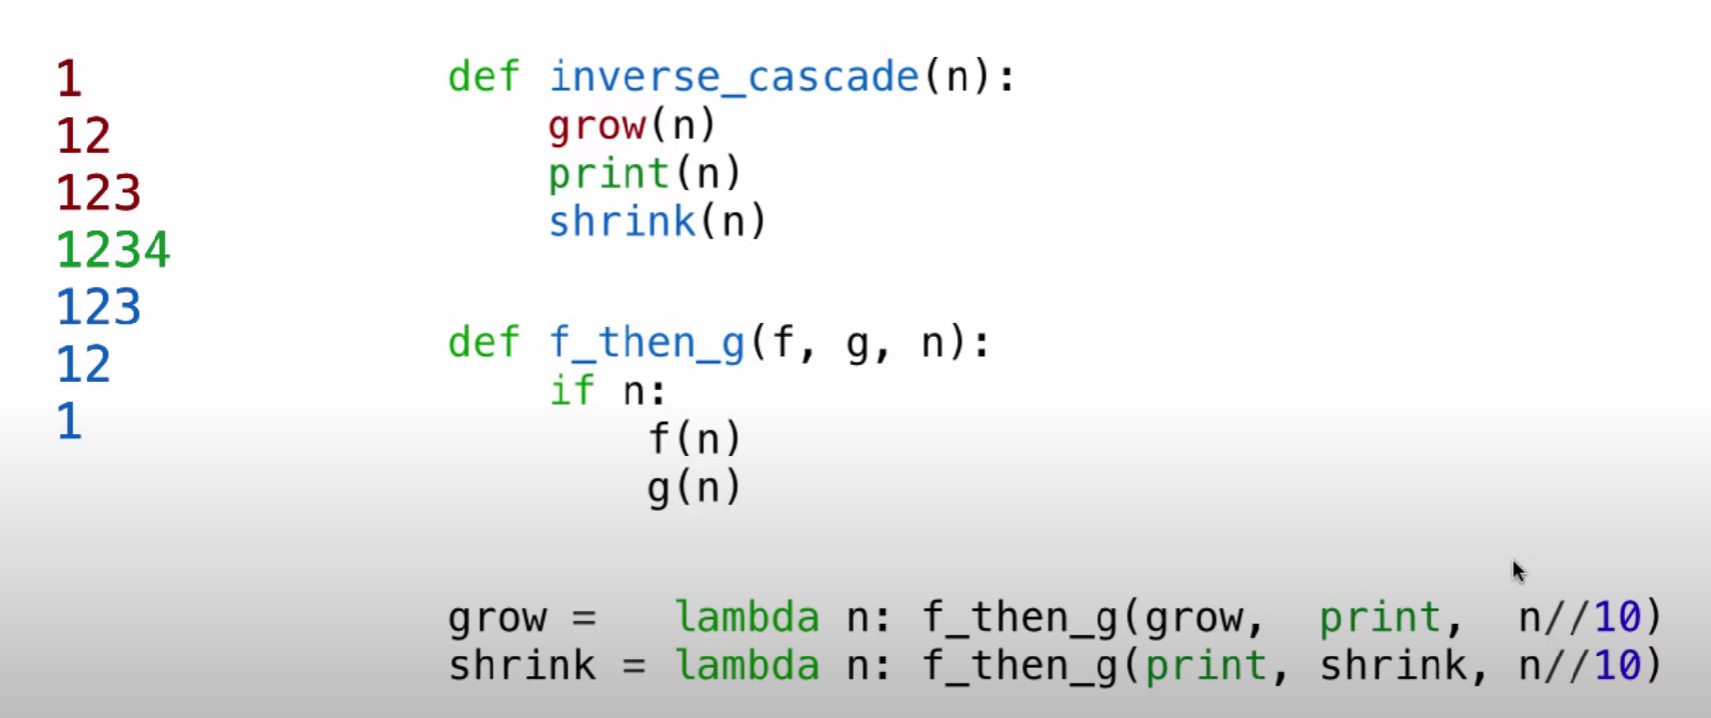 1
12
123
1234
123
12
1
def inverse_cascade(n):
    grow(n)
    print(n)
    shrink(n)
def f_then_g(f, g, n):
    if n:
        f(n)
        g(n)
grow =   lambda n: f_then_g(grow,  print,  n//10)
shrink = lambda n: f_then_g(print, shrink, n//10)